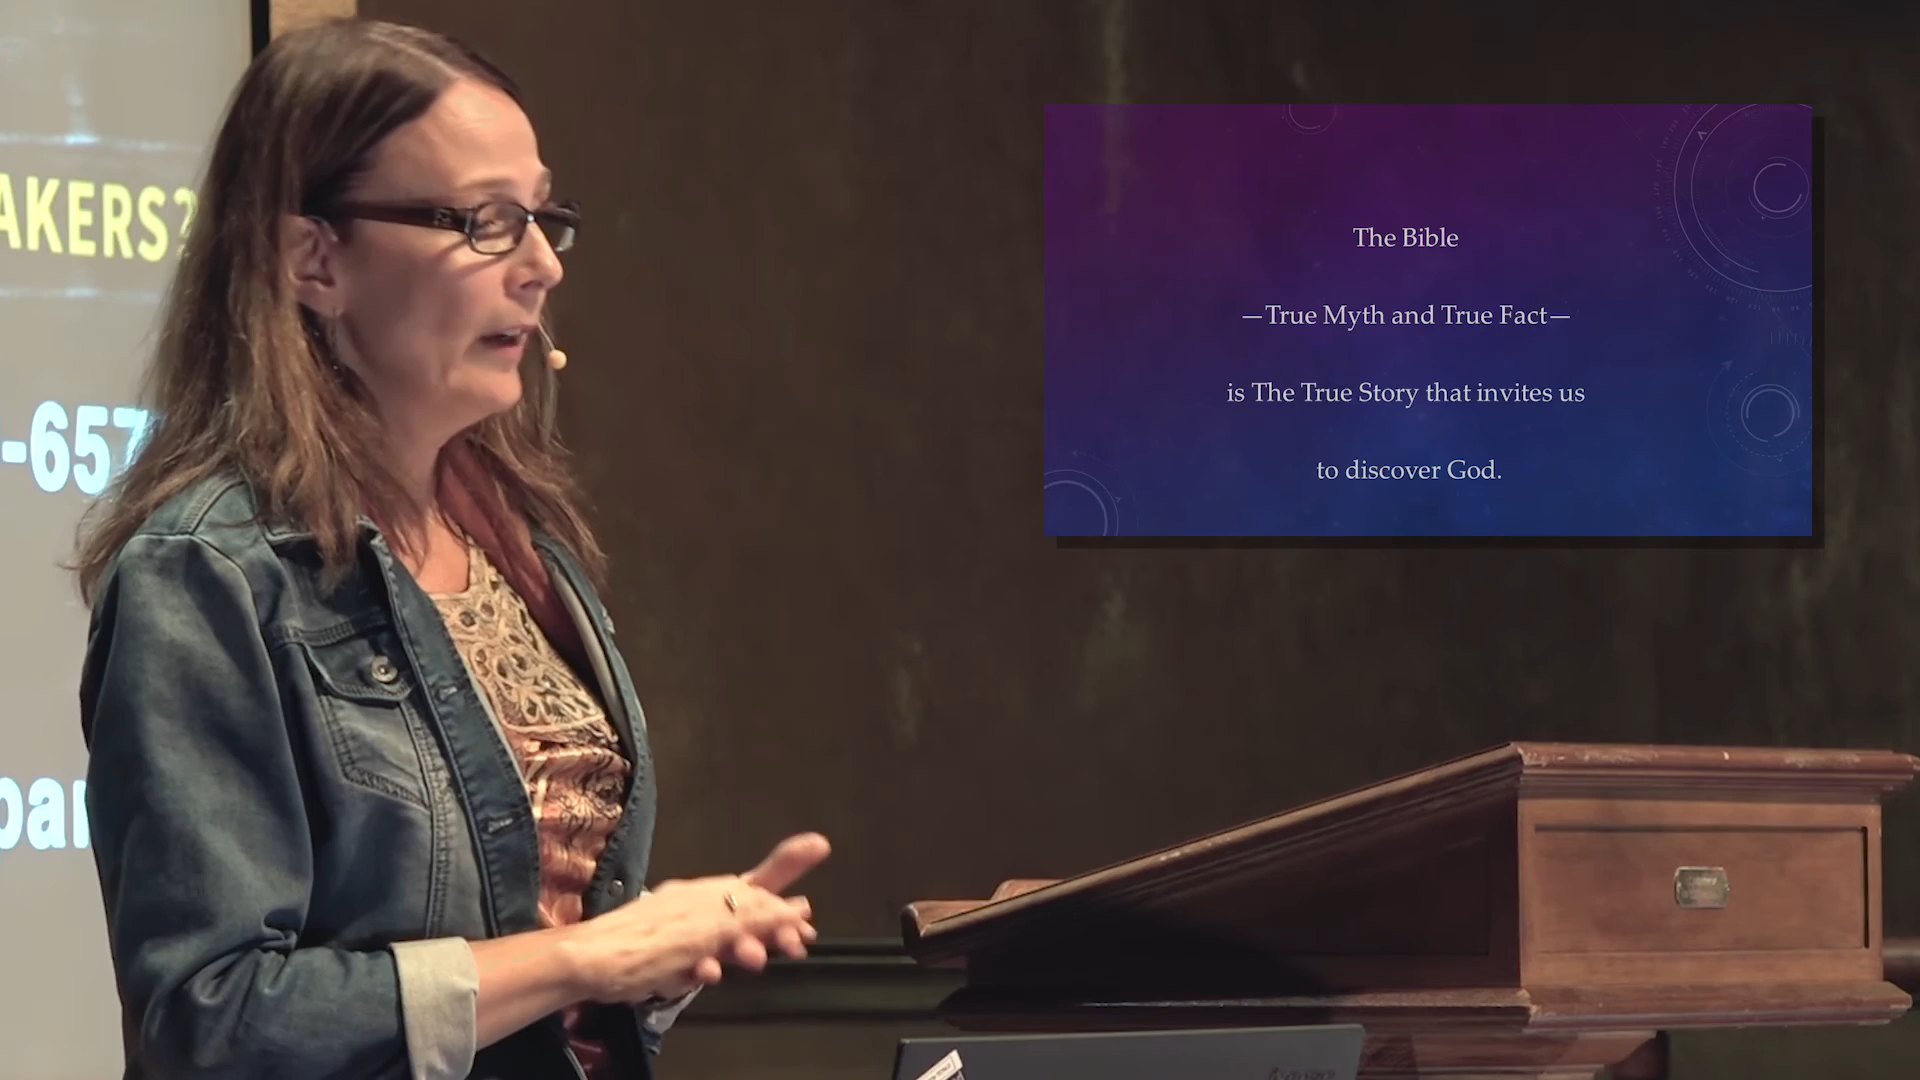 AKERS?
-657
par
The Bible
—True Myth and True Fact—
is The True Story that invites us
to discover God.